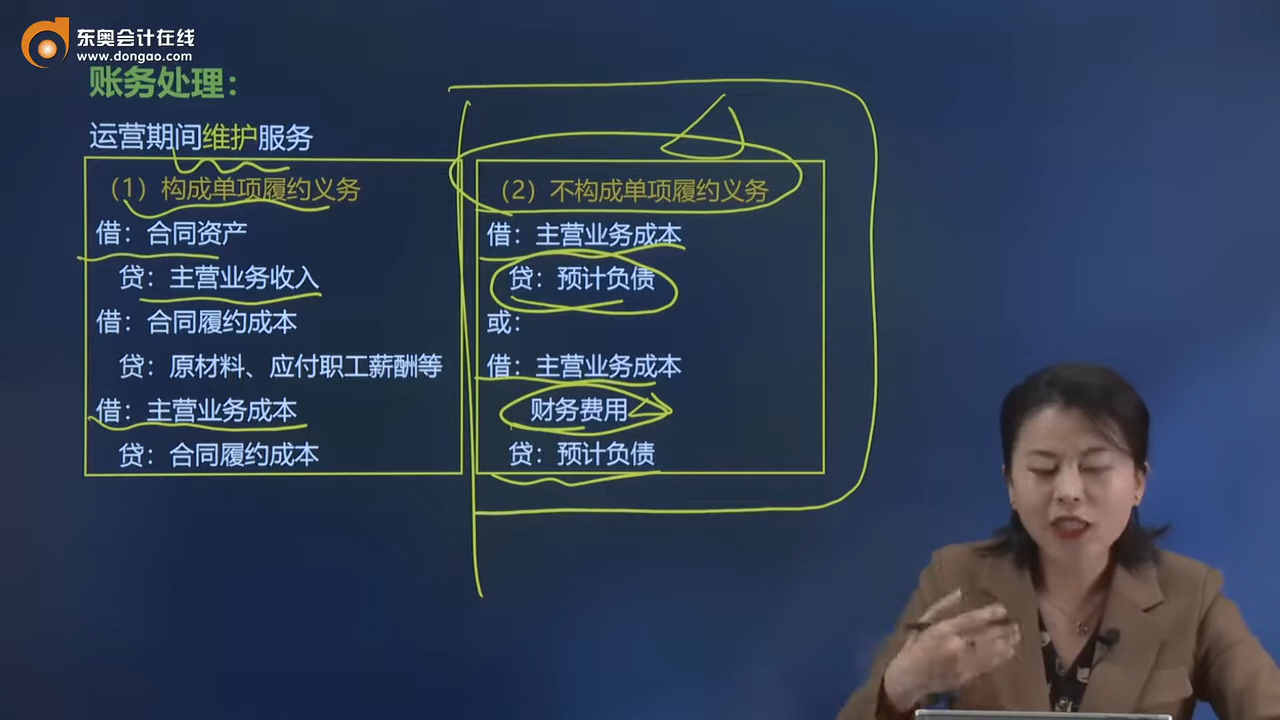 东奥会计在线
www.dongao.com
账务处理：
运营期间维护服务
（1）构成单项履约义务
借：合同资产
贷：主营业务收入
借：合同履约成本
贷：原材料、应付职工薪酬等
借：主营业务成本
贷：合同履约成本
（2）不构成单项履约义务
借：主营业务成本
贷：预计负债
或：
借：主营业务成本
财务费用
贷：预计负债